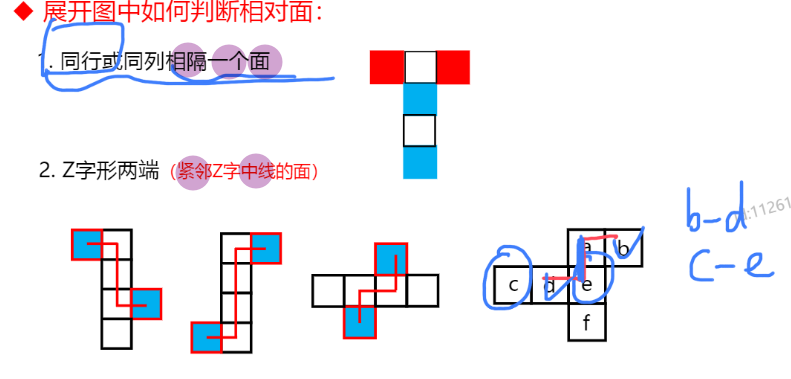 ◆ 展开图中如何判断相对面：
1. 同行或同列相隔一个面
2. Z字形两端（紧邻Z字中线的面）
a b
c d e
f
b-d
c-e
id:11261